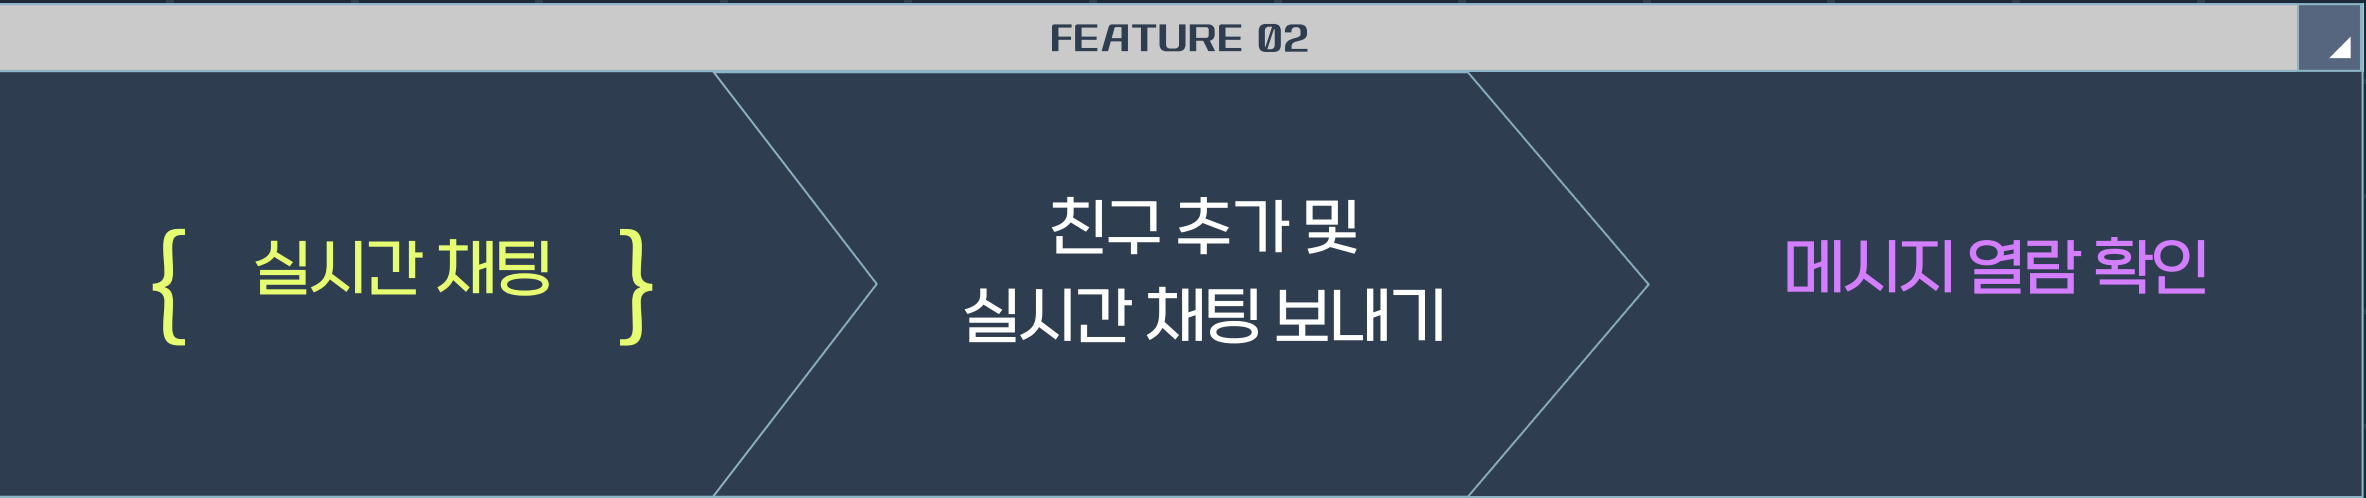 FEATURE 02
{ 실시간 채팅 }
친구 추가 및
실시간 채팅 보내기
메시지 열람 확인